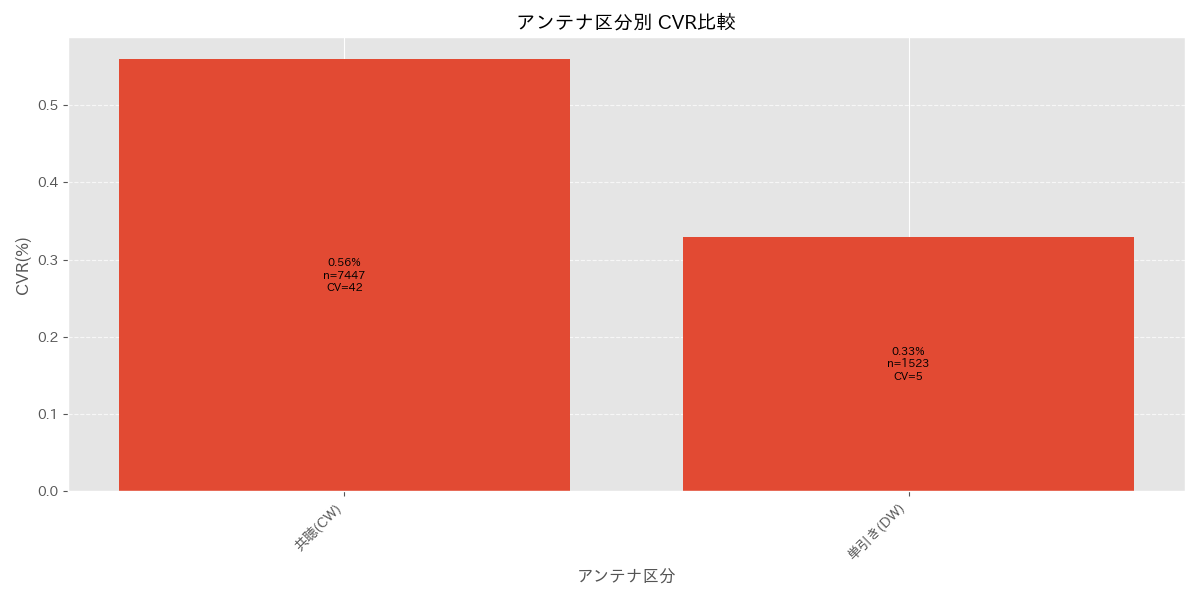 アンテナ区分別 CVR比較
CVR(%)
0.5
0.4
0.3
0.2
0.1
0.0
0.56%
n=7447
CV=42
0.33%
n=1523
CV=5
共聴(CW)
単引き(DW)
アンテナ区分